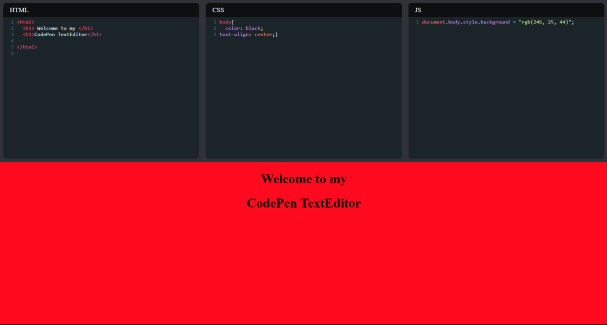 HTML
1 <html>
2 <h1> Welcome to my </h1>
3 <h1>CodePen TextEditor</h1>
4
5 </html>
6
CSS
1 body{
2 color: black;
3 text-align: center;}
JS
1 document.body.style.background = "rgb(246, 25, 44)";
Welcome to my
CodePen TextEditor